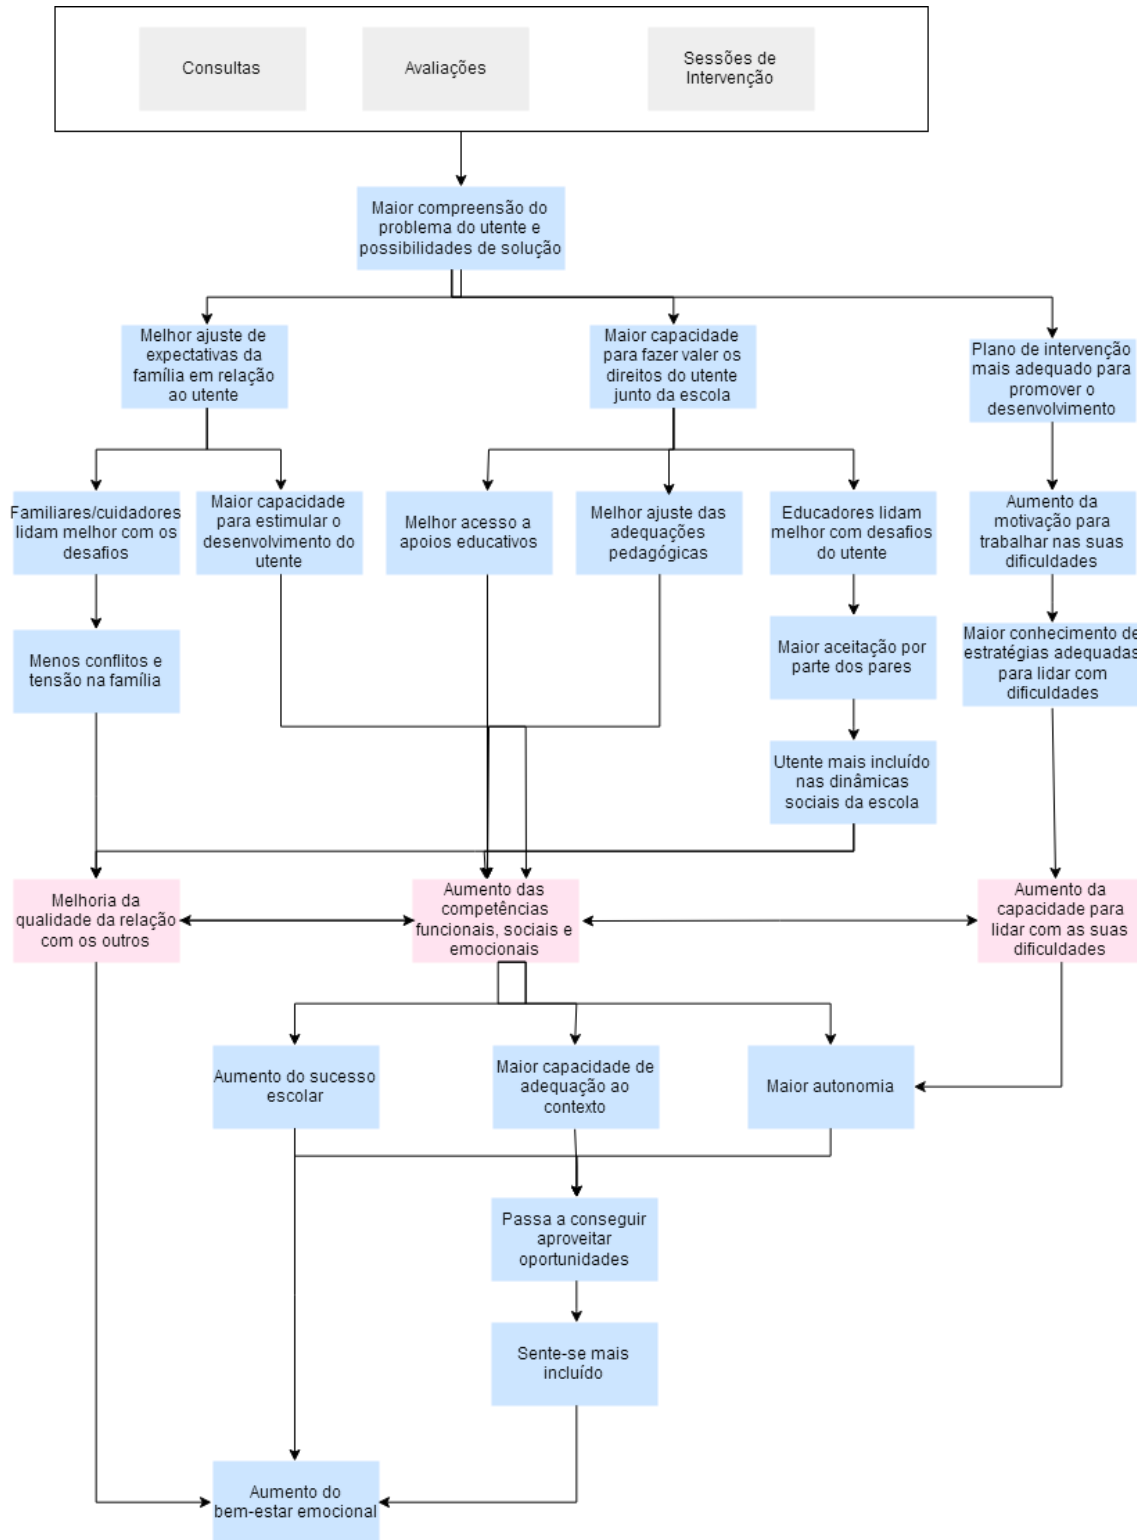 Consultas
Avaliações
Sessões de
Intervenção
Maior compreensão do
problema do utente e
possibilidades de solução
Melhor ajuste de
expectativas da
família em relação
ao utente
Maior capacidade
para fazer valer os
direitos do utente
junto da escola
Plano de intervenção
mais adequado para
promover o
desenvolvimento
Familiares/cuidadores
lidam melhor com os
desafios
Maior capacidade
para estimular o
desenvolvimento do
utente
Melhor acesso a
apoios educativos
Melhor ajuste das
adequações
pedagógicas
Educadores lidam
melhor com desafios
do utente
Aumento da
motivação para
trabalhar nas suas
dificuldades
Menos conflitos e
tensão na família
Maior aceitação por
parte dos pares
Maior conhecimento de
estratégias adequadas
para lidar com
dificuldades
Utente mais incluído
nas dinâmicas
sociais da escola
Melhoria da
qualidade da relação
com os outros
Aumento das
competências
funcionais, sociais e
emocionais
Aumento da
capacidade para
lidar com as suas
dificuldades
Aumento do sucesso
escolar
Maior capacidade de
adequação ao
contexto
Maior autonomia
Passa a conseguir
aproveitar
oportunidades
Sente-se mais
incluído
Aumento do
bem-estar emocional